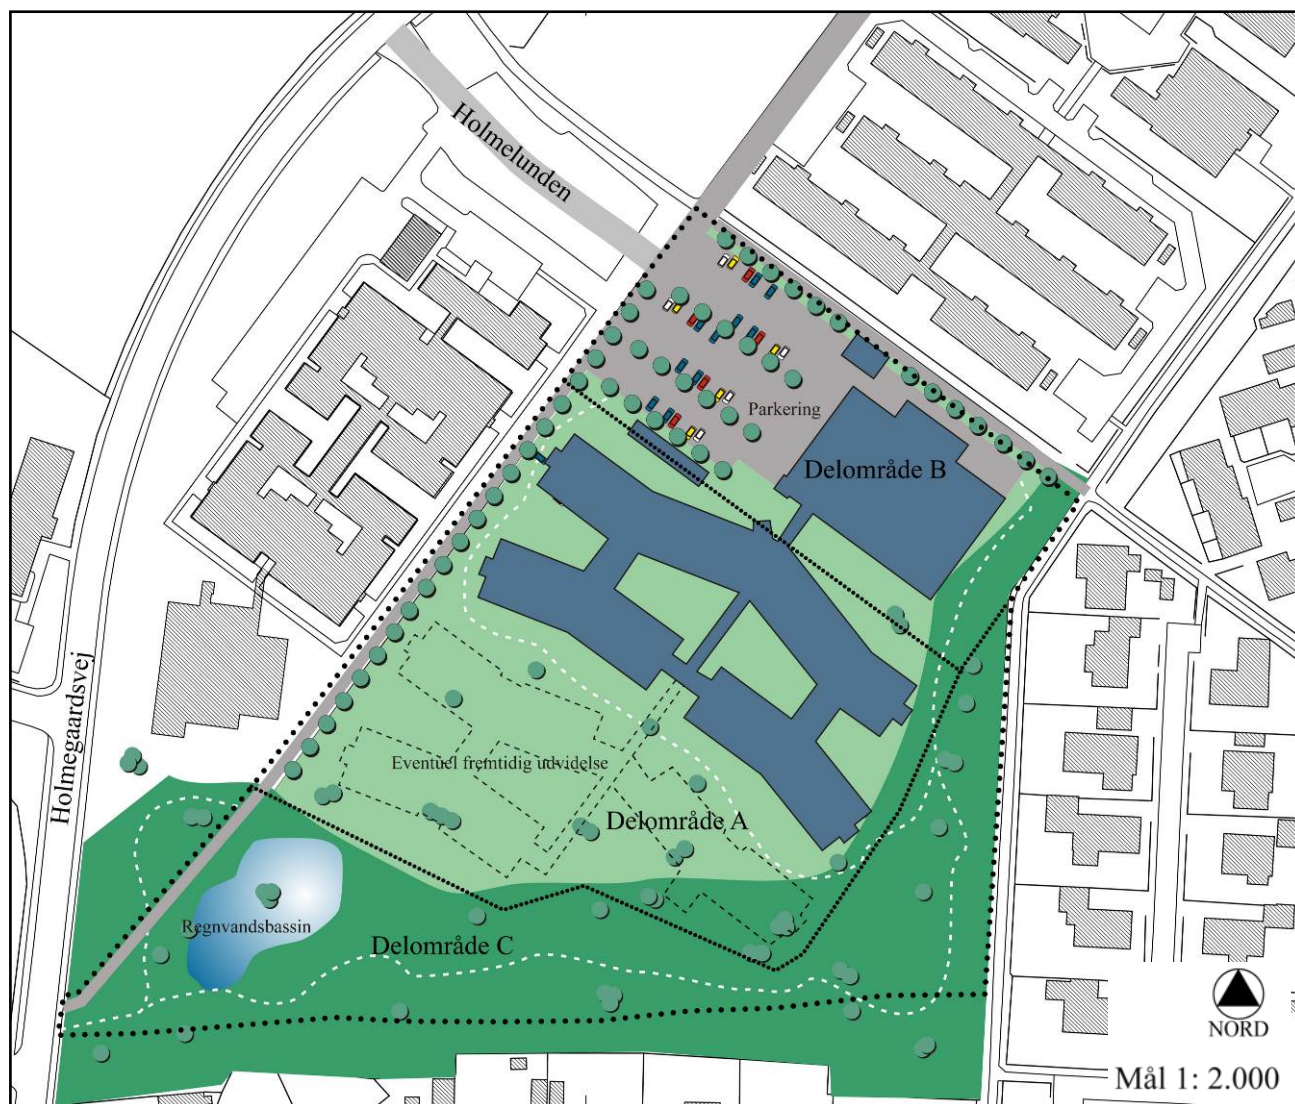 Holmelunden
Parkering
Delområde B
Holmegaardsvej
Eventuel fremtidig udvidelse
Delområde A
Regnvandsbassin
Delområde C
NORD
Mål 1: 2.000